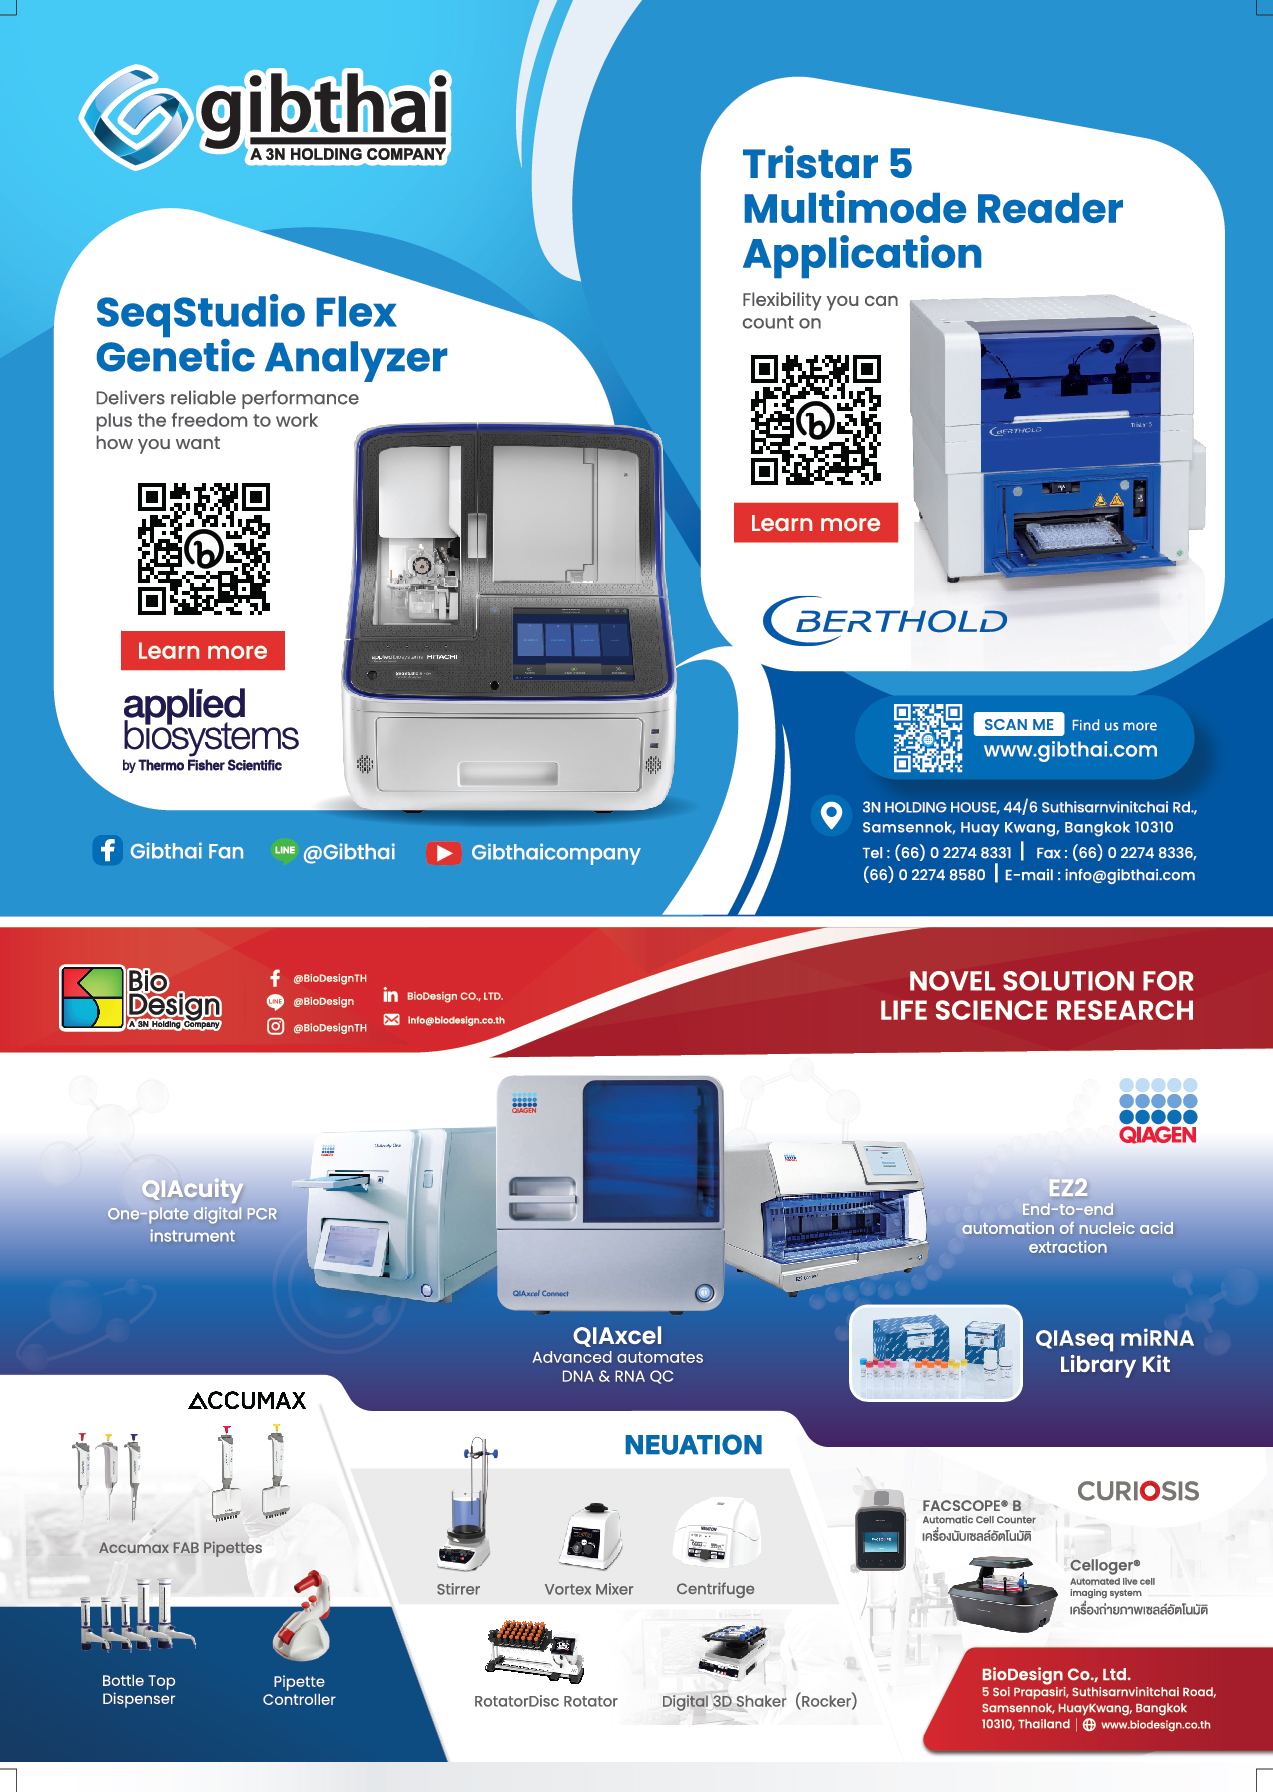 gibthai
A 3N HOLDING COMPANY
SeqStudio Flex
Genetic Analyzer
Delivers reliable performance
plus the freedom to work
how you want
Learn more
applied
biosystems
by Thermo Fisher Scientific
HITACHI
Tristar 5
Multimode Reader
Application
Flexibility you can
count on
Learn more
BERTHOLD
Tristar 5
BERTHOLD
SCAN ME Find us more
www.gibthai.com
3N HOLDING HOUSE, 44/6 Suthisarnvinitchai Rd.,
Samsennok, Huay Kwang, Bangkok 10310
Tel : (66) 0 2274 8331 | Fax : (66) 0 2274 8336,
(66) 0 2274 8580 | E-mail : info@gibthai.com
Gibthai Fan
LINE @Gibthai
Gibthaicompany
Bio
Design
A 3N Holding Company
@BioDesignTH
LINE @BioDesign
@BioDesignTH
in BioDesign CO., LTD.
info@biodesign.co.th
NOVEL SOLUTION FOR
LIFE SCIENCE RESEARCH
QIAGEN
QIAGEN
QIAcuity
One-plate digital PCR
instrument
QIAxcel Connect
QIAxcel
Advanced automates
DNA & RNA QC
EZ2
End-to-end
automation of nucleic acid
extraction
QIAseq miRNA
Library Kit
ACCUMAX
Accumax FAB Pipettes
Bottle Top
Dispenser
Pipette
Controller
NEUATION
Stirrer
Vortex Mixer
Centrifuge
RotatorDisc Rotator
Digital 3D Shaker (Rocker)
CURIOSIS
FACSCOPE® B
Automatic Cell Counter
เครื่องนับเซลล์อัตโนมัติ
Celloger®
Automated live cell
imaging system
เครื่องถ่ายภาพเซลล์อัตโนมัติ
BioDesign Co., Ltd.
5 Soi Prapasiri, Suthisarnvinitchai Road,
Samsennok, HuayKwang, Bangkok
10310, Thailand | www.biodesign.co.th